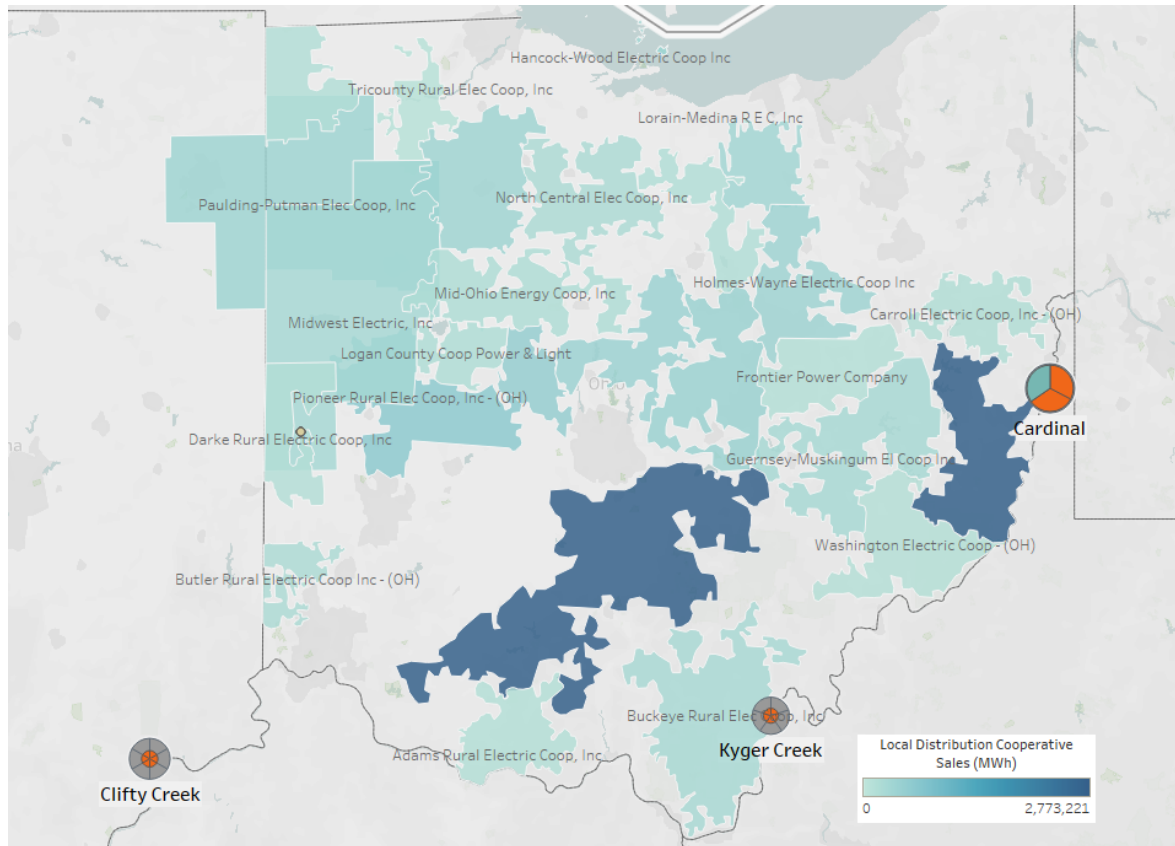 Hancock-Wood Electric Coop Inc
Tricounty Rural Elec Coop, Inc
Lorain-Medina R E C, Inc
Paulding-Putman Elec Coop, Inc
North Central Elec Coop, Inc
Mid-Ohio Energy Coop, Inc
Holmes-Wayne Electric Coop Inc
Carroll Electric Coop, Inc - (OH)
Midwest Electric, Inc
Logan County Coop Power & Light
Frontier Power Company
Pioneer Rural Elec Coop, Inc - (OH)
Cardinal
Darke Rural Electric Coop, Inc
Guernsey-Muskingum El Coop Inc
Washington Electric Coop - (OH)
Butler Rural Electric Coop Inc - (OH)
Buckeye Rural Elec Coop, Inc
Kyger Creek
Adams Rural Electric Coop, Inc
Clifty Creek
Local Distribution Cooperative
Sales (MWh)
0 2,773,221